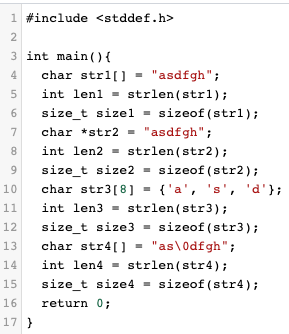 1 #include <stddef.h>
2
3 int main(){
4   char str1[] = "asdfgh";
5   int len1 = strlen(str1);
6   size_t size1 = sizeof(str1);
7   char *str2 = "asdfgh";
8   int len2 = strlen(str2);
9   size_t size2 = sizeof(str2);
10   char str3[8] = {'a', 's', 'd'};
11   int len3 = strlen(str3);
12   size_t size3 = sizeof(str3);
13   char str4[] = "as\0dfgh";
14   int len4 = strlen(str4);
15   size_t size4 = sizeof(str4);
16   return 0;
17 }